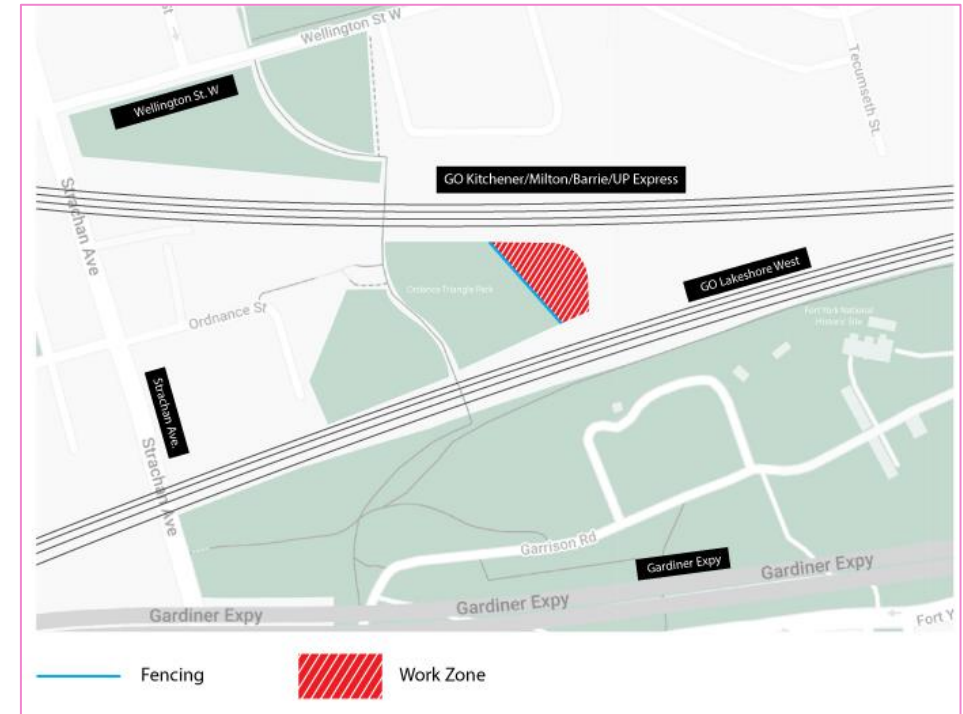 St
Wellington St W
Wellington St. W
Tecumseth St.
GO Kitchener/Milton/Barrie/UP Express
Strachan Ave
GO Lakeshore West
Ordnance Triangle Park
Ordnance St
Fort York National
Historic Site
Strachan Ave.
Strachan Ave
Garrison Rd
Gardiner Expy
Gardiner Expy
Gardiner Expy
Gardiner Expy
Fort Y
Fencing
Work Zone